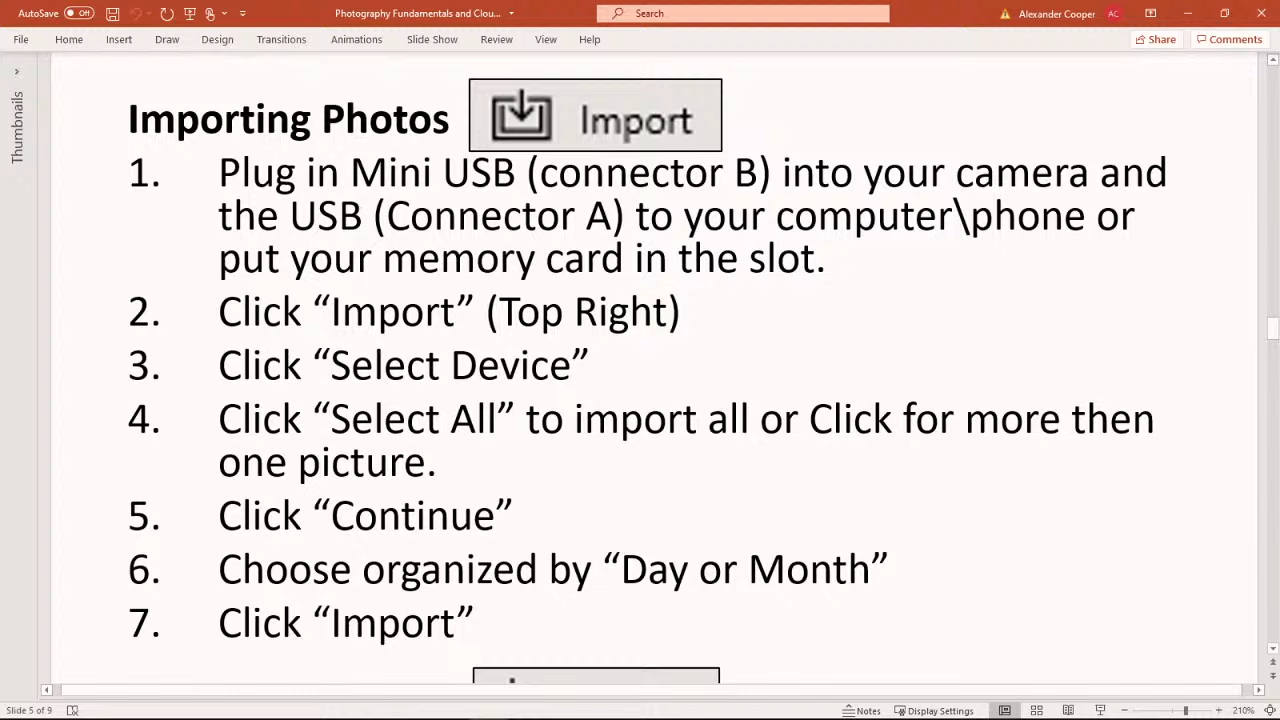 AutoSave Off Photography Fundamentals and Clou... Search Alexander Cooper AC
File Home Insert Draw Design Transitions Animations Slide Show Review View Help Share Comments
Thumbnails
Importing Photos Import
1. Plug in Mini USB (connector B) into your camera and
the USB (Connector A) to your computer\phone or
put your memory card in the slot.
2. Click “Import” (Top Right)
3. Click “Select Device”
4. Click “Select All” to import all or Click for more then
one picture.
5. Click “Continue”
6. Choose organized by “Day or Month”
7. Click “Import”
Slide 5 of 9 Notes Display Settings 210%